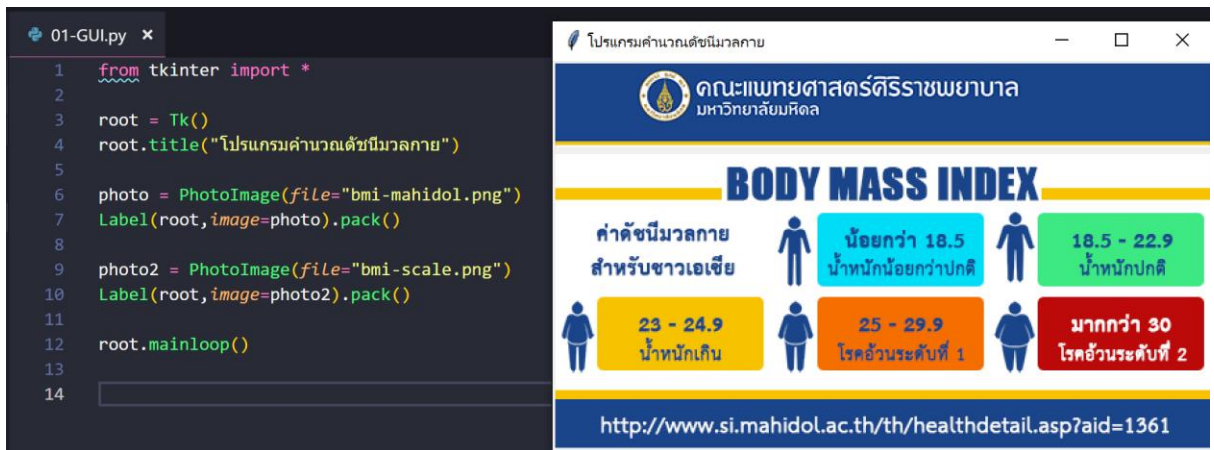 01-GUI.py ×
1 from tkinter import *
2
3 root = Tk()
4 root.title("โปรแกรมคำนวณดัชนีมวลกาย")
5
6 photo = PhotoImage(file="bmi-mahidol.png")
7 Label(root,image=photo).pack()
8
9 photo2 = PhotoImage(file="bmi-scale.png")
10 Label(root,image=photo2).pack()
11
12 root.mainloop()
13
14
โปรแกรมคำนวณดัชนีมวลกาย
คณะแพทยศาสตร์ศิริราชพยาบาล
มหาวิทยาลัยมหิดล
BODY MASS INDEX
ค่าดัชนีมวลกาย
สำหรับชาวเอเชีย
น้อยกว่า 18.5
น้ำหนักน้อยกว่าปกติ
18.5 - 22.9
น้ำหนักปกติ
23 - 24.9
น้ำหนักเกิน
25 - 29.9
โรคอ้วนระดับที่ 1
มากกว่า 30
โรคอ้วนระดับที่ 2
http://www.si.mahidol.ac.th/th/healthdetail.asp?aid=1361